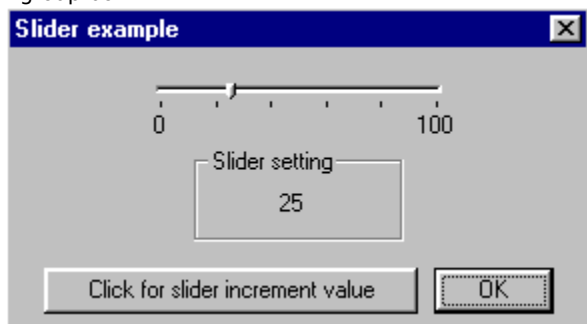 Slider example
0 100
Slider setting
25
Click for slider increment value OK